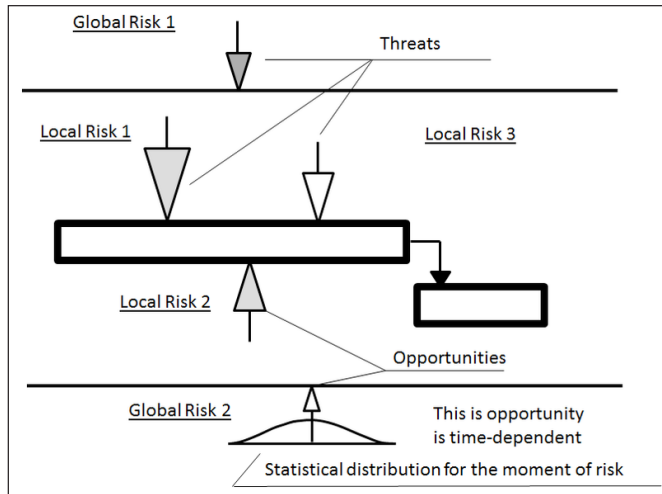 Global Risk 1
Threats
Local Risk 1
Local Risk 3
Local Risk 2
Opportunities
Global Risk 2
This is opportunity
is time-dependent
Statistical distribution for the moment of risk